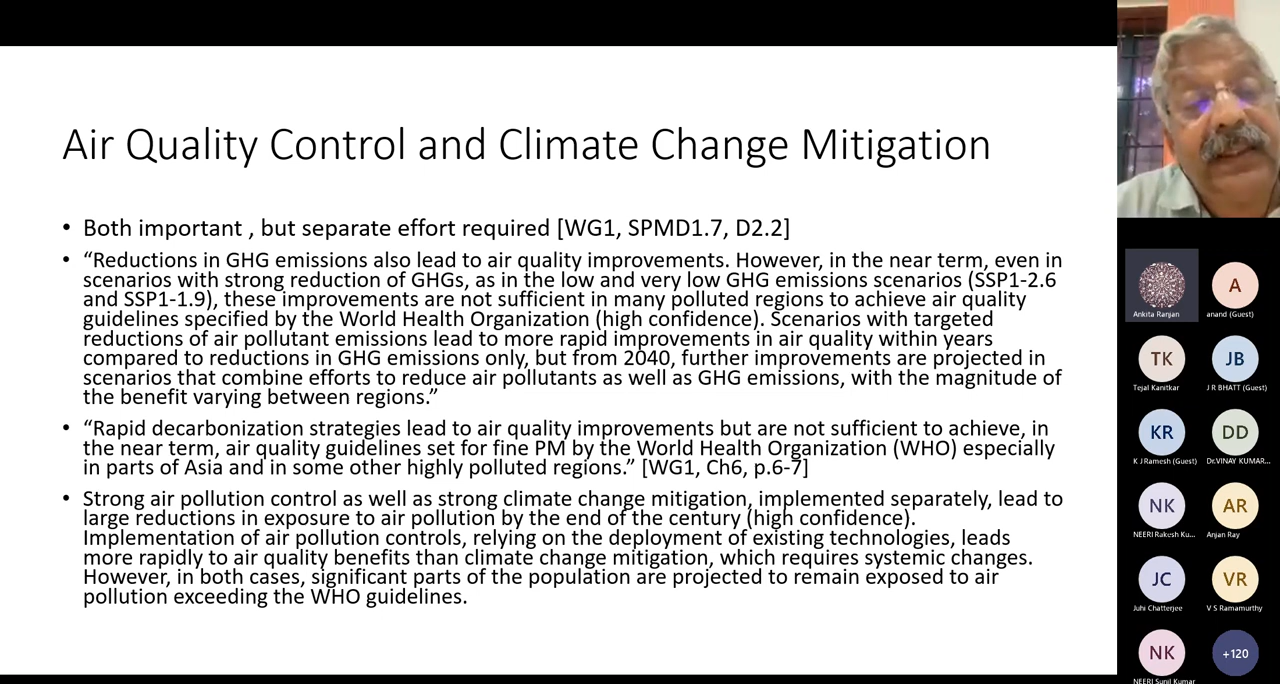 Air Quality Control and Climate Change Mitigation
• Both important , but separate effort required [WG1, SPMD1.7, D2.2]
• “Reductions in GHG emissions also lead to air quality improvements. However, in the near term, even in
scenarios with strong reduction of GHGs, as in the low and very low GHG emissions scenarios (SSP1-2.6
and SSP1-1.9), these improvements are not sufficient in many polluted regions to achieve air quality
guidelines specified by the World Health Organization (high confidence). Scenarios with targeted
reductions of air pollutant emissions lead to more rapid improvements in air quality within years
compared to reductions in GHG emissions only, but from 2040, further improvements are projected in
scenarios that combine efforts to reduce air pollutants as well as GHG emissions, with the magnitude of
the benefit varying between regions.”
• “Rapid decarbonization strategies lead to air quality improvements but are not sufficient to achieve, in
the near term, air quality guidelines set for fine PM by the World Health Organization (WHO) especially
in parts of Asia and in some other highly polluted regions.” [WG1, Ch6, p.6-7]
• Strong air pollution control as well as strong climate change mitigation, implemented separately, lead to
large reductions in exposure to air pollution by the end of the century (high confidence).
Implementation of air pollution controls, relying on the deployment of existing technologies, leads
more rapidly to air quality benefits than climate change mitigation, which requires systemic changes.
However, in both cases, significant parts of the population are projected to remain exposed to air
pollution exceeding the WHO guidelines.
Ankita Ranjan
A
anand (Guest)
TK
Tejal Kanitkar
JB
J R BHATT (Guest)
KR
K J Ramesh (Guest)
DD
Dr.VINAY KUMAR...
NK
NEERI Rakesh Ku...
AR
Anjan Ray
JC
Juhi Chatterjee
VR
V S Ramamurthy
NK
NEERI Sunil Kumar
+120